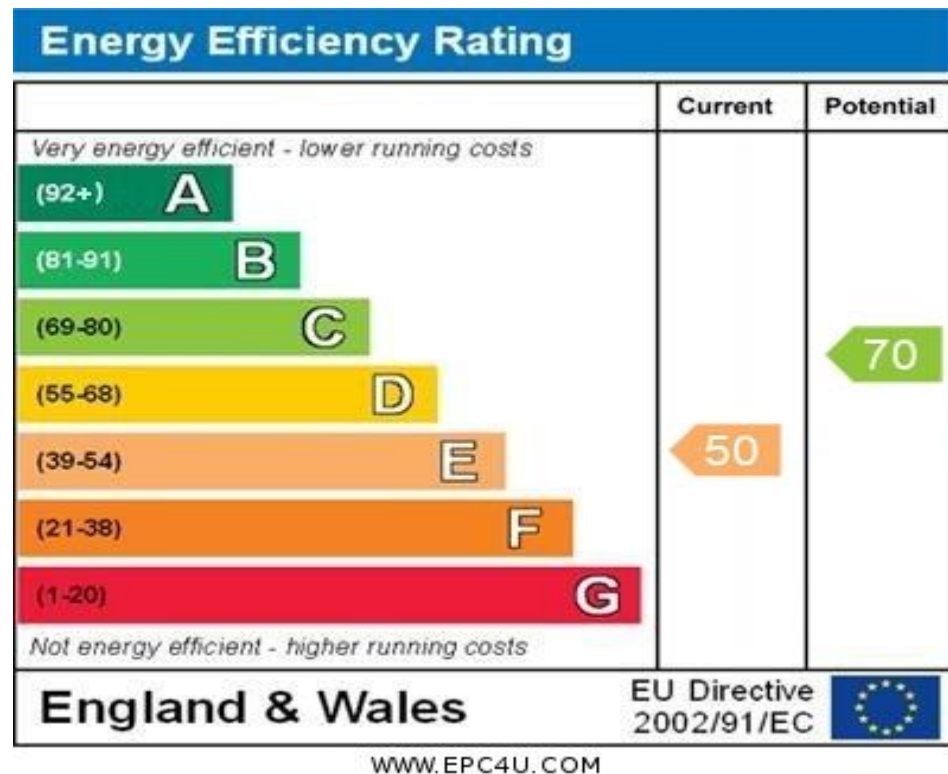 Energy Efficiency Rating
Current Potential
Very energy efficient - lower running costs
(92+) A
(81-91) B
(69-80) C
70
(55-68) D
(39-54) E
50
(21-38) F
(1-20) G
Not energy efficient - higher running costs
England & Wales
EU Directive
2002/91/EC
WWW.EPC4U.COM